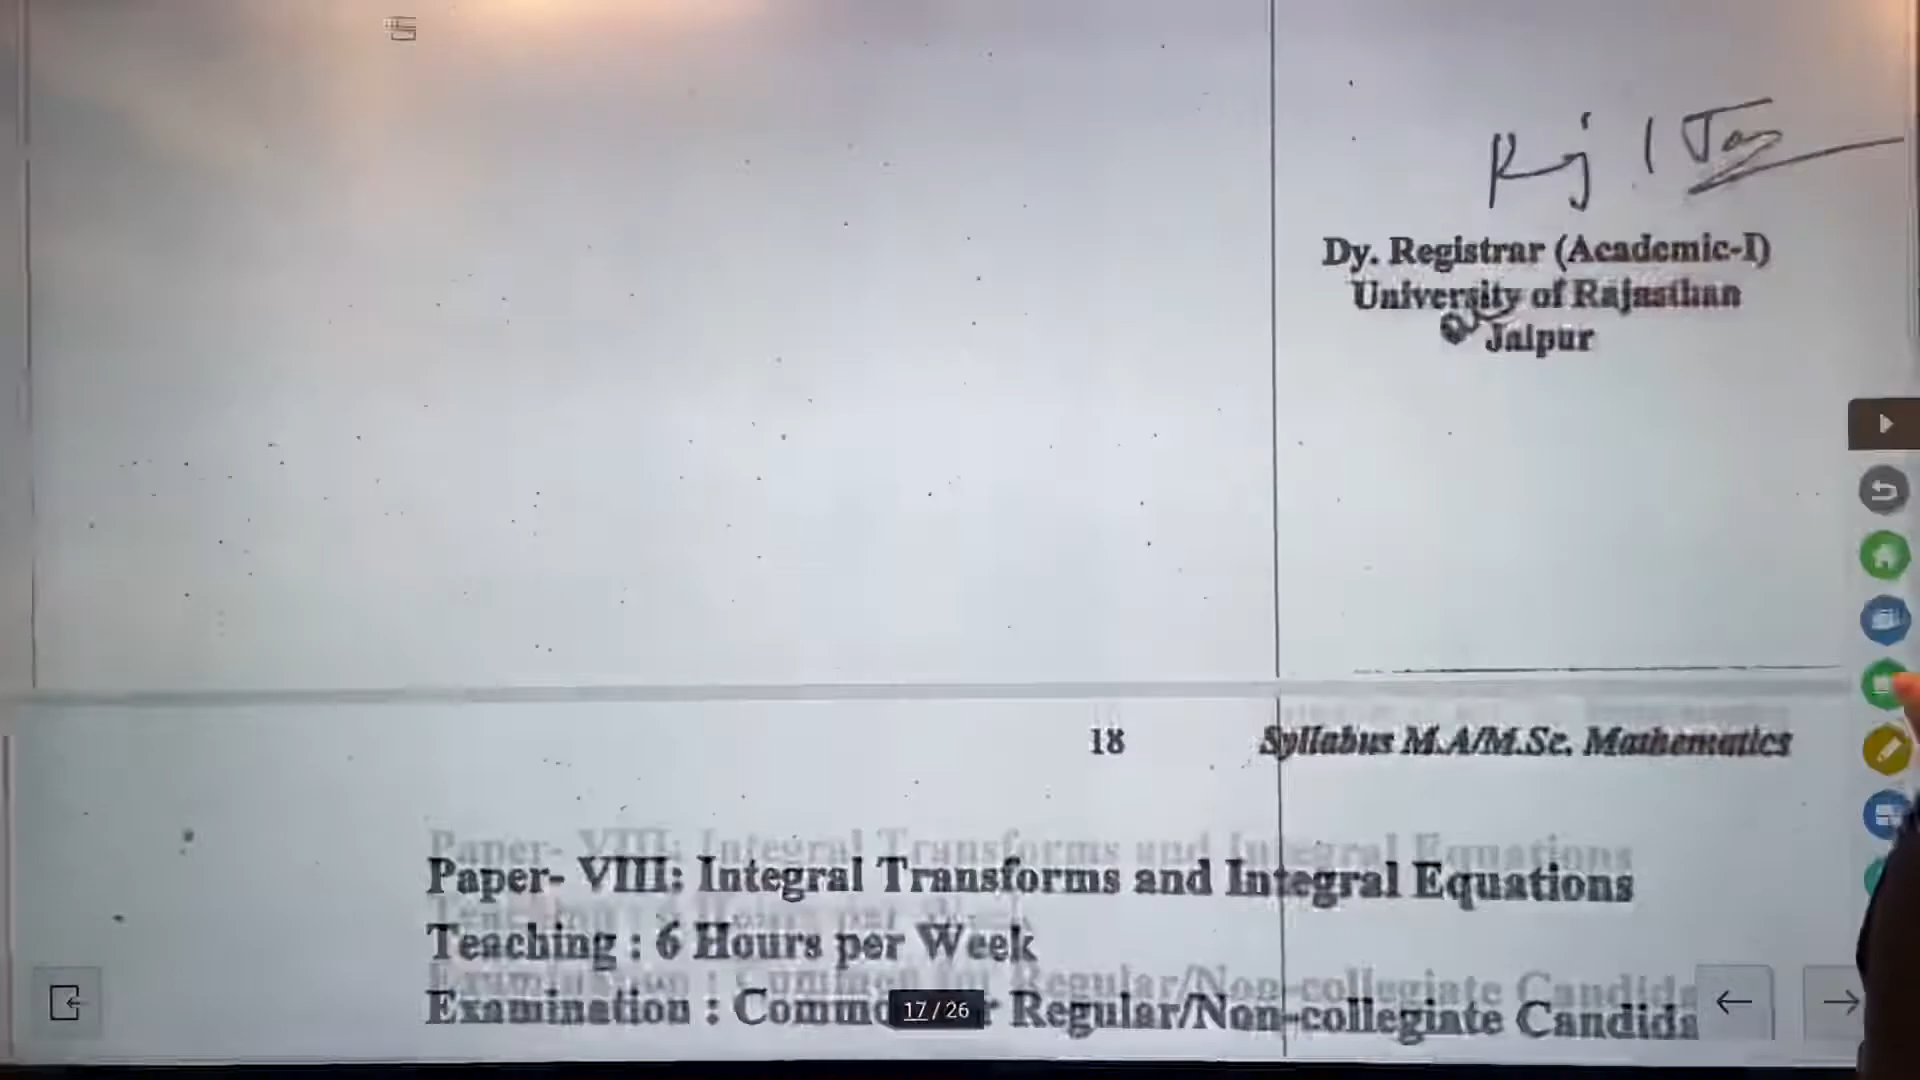 Dy. Registrar (Academic-I)
University of Rajasthan
Jaipur
18 Syllabus M.A/M.Sc. Mathematics
Paper- VIII: Integral Transforms and Integral Equations
Teaching : 6 Hours per Week
Examination : Commo r Regular/Non-collegiate Candida
17/26